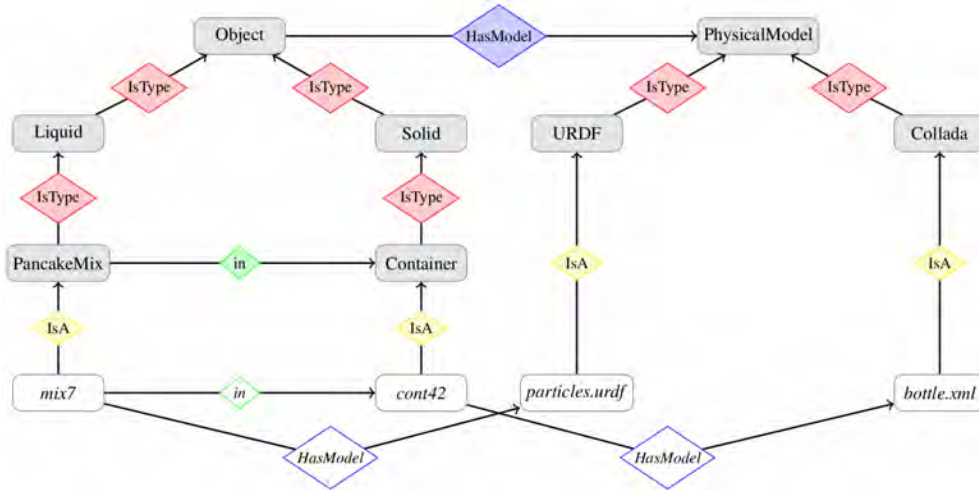 Object
HasModel
PhysicalModel
IsType
IsType
IsType
IsType
Liquid
Solid
URDF
Collada
IsType
IsType
PancakeMix
in
Container
IsA
IsA
IsA
IsA
mix7
in
cont42
particles.urdf
bottle.xml
HasModel
HasModel